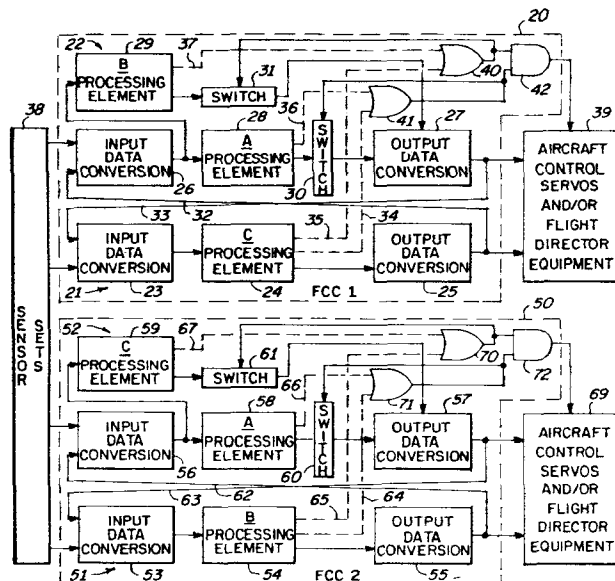 20
22
29
37
B
PROCESSING
ELEMENT
31
SWITCH
40
42
38
36
41
28
27
39
INPUT
DATA
CONVERSION
26
A
PROCESSING
ELEMENT
SWITCH
30
OUTPUT
DATA
CONVERSION
AIRCRAFT
CONTROL
SERVOS
AND/OR
FLIGHT
DIRECTOR
EQUIPMENT
33
32
35
34
INPUT
DATA
CONVERSION
C
PROCESSING
ELEMENT
OUTPUT
DATA
CONVERSION
21
23
24
FCC 1
25
SENSOR
SETS
50
52
59
67
C
PROCESSING
ELEMENT
61
SWITCH
70
72
66
71
58
57
69
INPUT
DATA
CONVERSION
56
A
PROCESSING
ELEMENT
SWITCH
60
OUTPUT
DATA
CONVERSION
AIRCRAFT
CONTROL
SERVOS
AND/OR
FLIGHT
DIRECTOR
EQUIPMENT
63
62
65
64
INPUT
DATA
CONVERSION
B
PROCESSING
ELEMENT
OUTPUT
DATA
CONVERSION
51
53
54
FCC 2
55